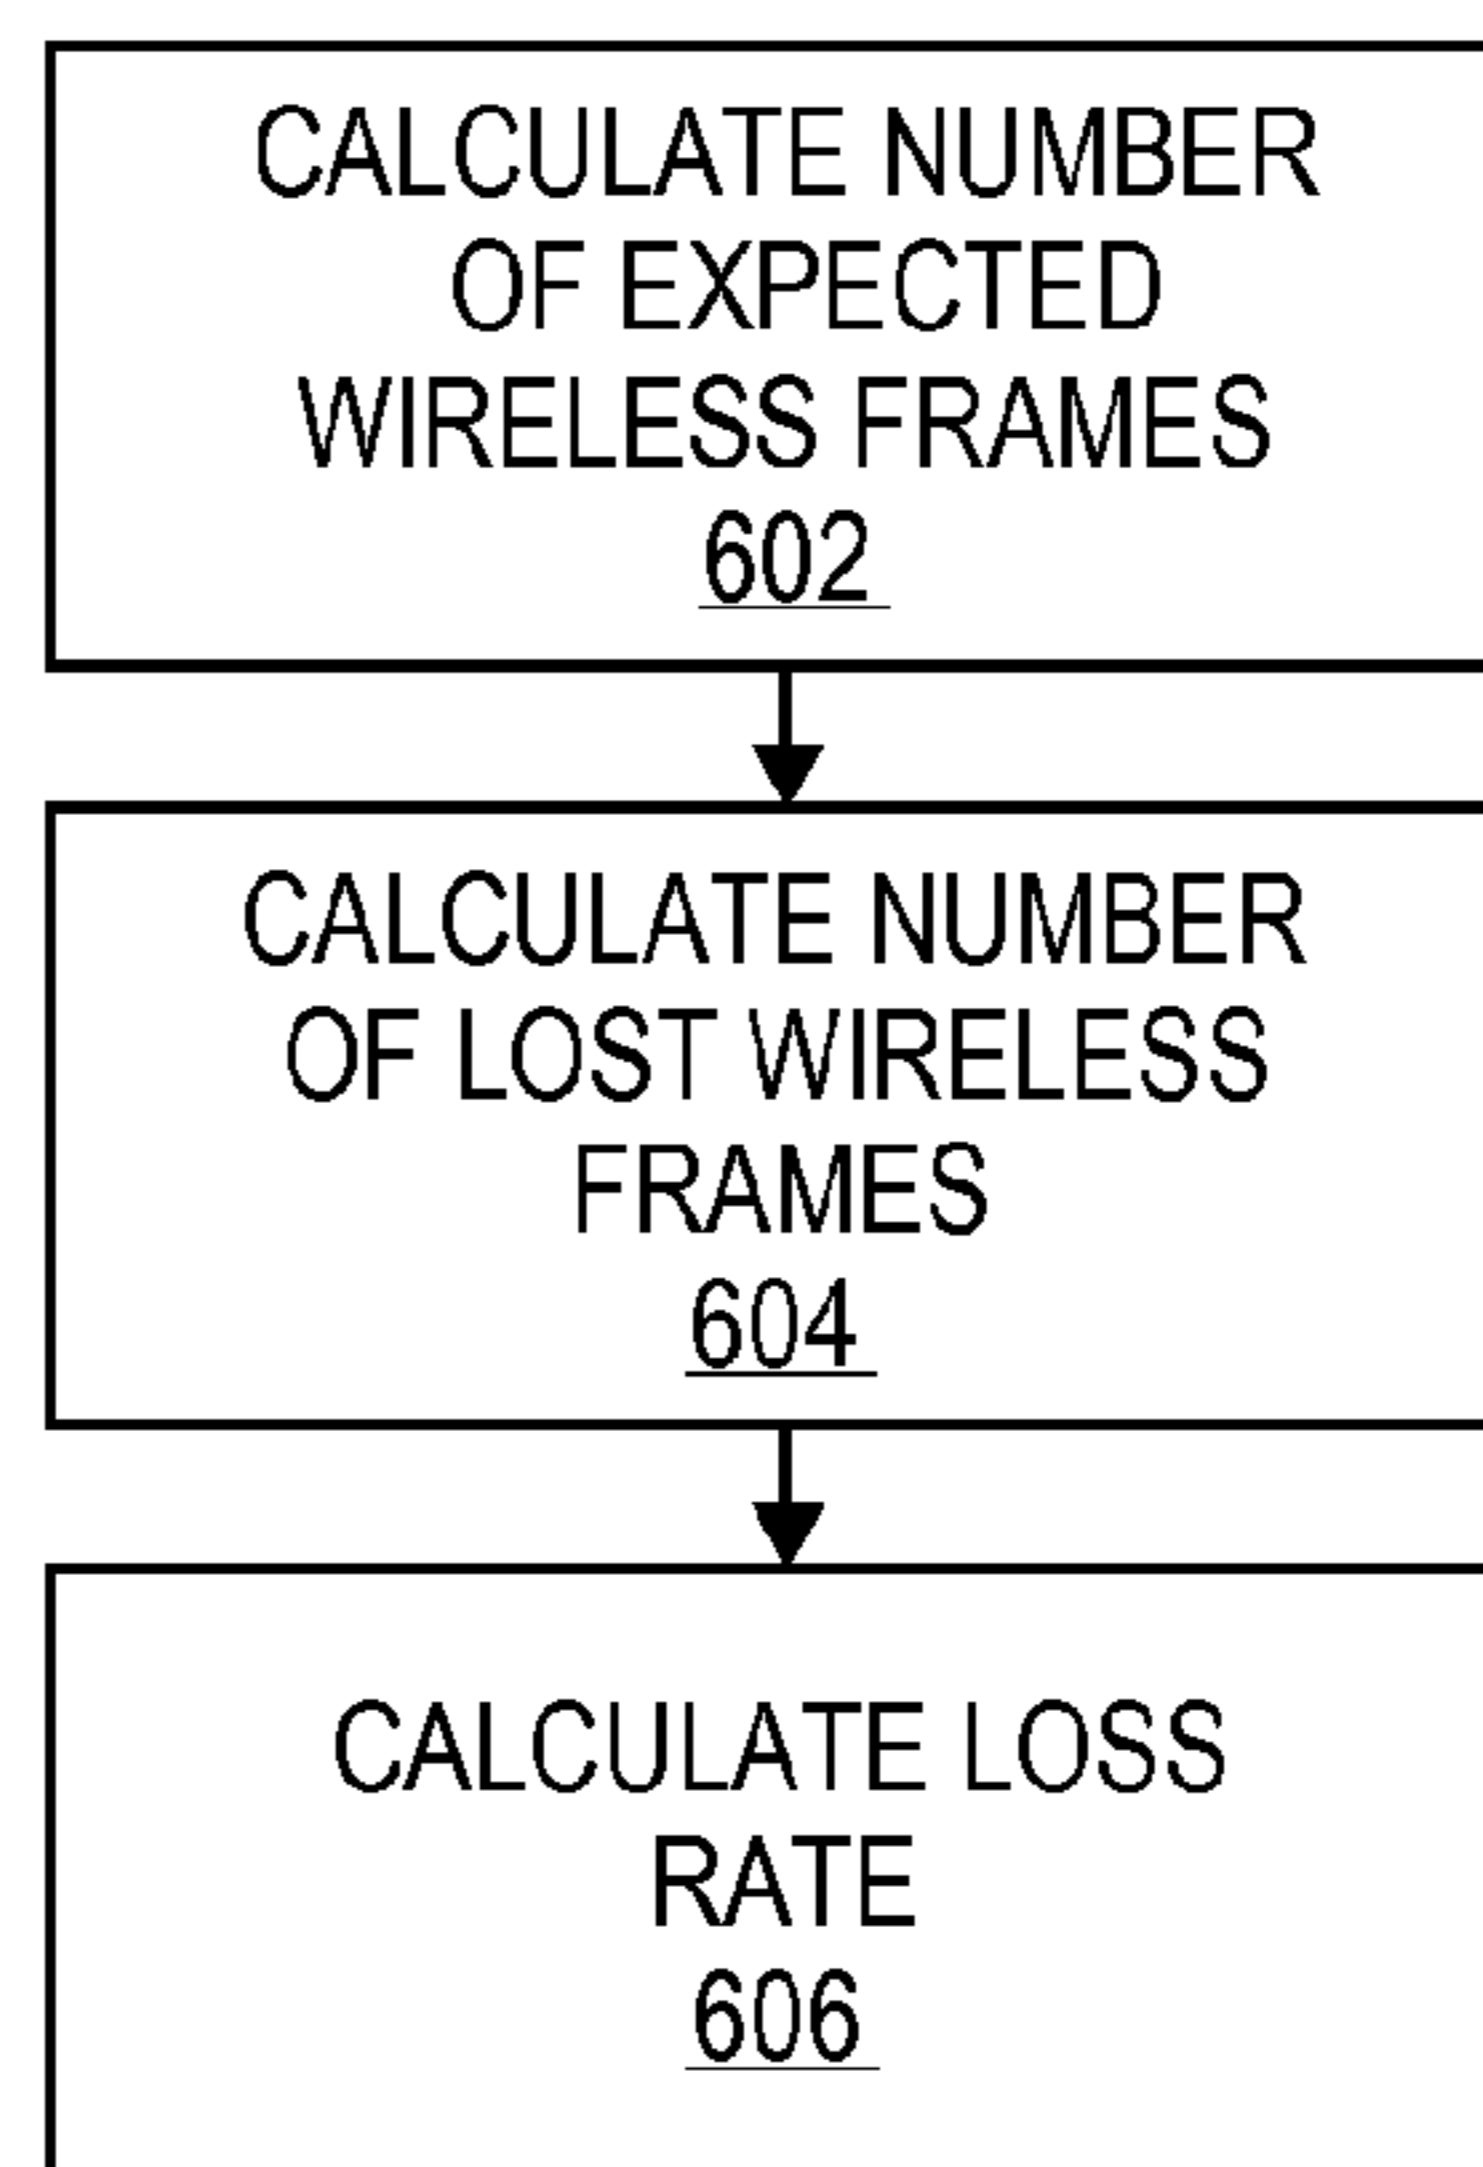 CALCULATE NUMBER
OF EXPECTED
WIRELESS FRAMES
602
CALCULATE NUMBER
OF LOST WIRELESS
FRAMES
604
CALCULATE LOSS
RATE
606